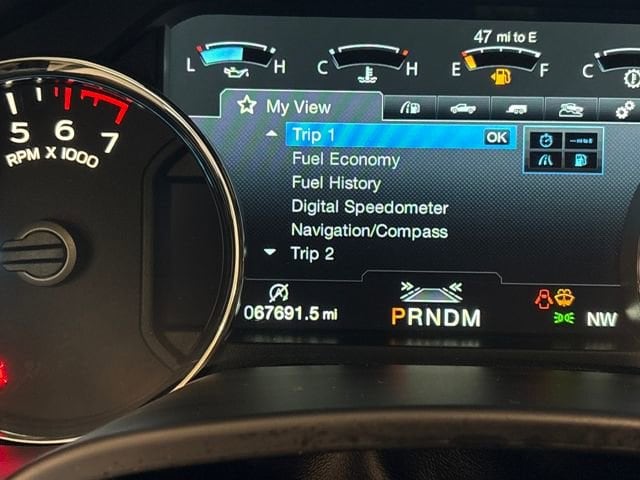 47 mi to E
L H C H E F C
My View
Trip 1 OK
Fuel Economy
Fuel History
Digital Speedometer
Navigation/Compass
Trip 2
067691.5 mi
PRNDM
NW
5 6 7
RPM X 1000